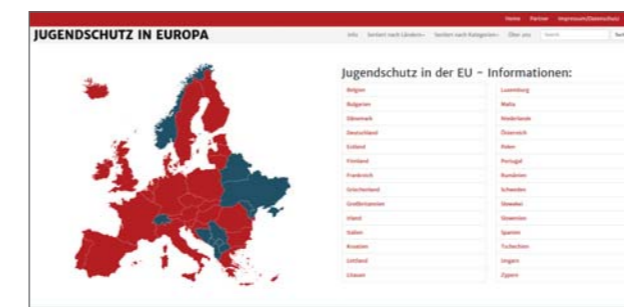 Home Partner Impressum/Datenschutz
JUGENDSCHUTZ IN EUROPA
Info Sortiert nach Ländern Sortiert nach Kategorien Über uns Search
Jugendschutz in der EU – Informationen:
Belgien
Bulgarien
Dänemark
Deutschland
Estland
Finnland
Frankreich
Griechenland
Großbritannien
Irland
Italien
Kroatien
Lettland
Litauen
Luxemburg
Malta
Niederlande
Österreich
Polen
Portugal
Rumänien
Schweden
Slowakei
Slowenien
Spanien
Tschechien
Ungarn
Zypern